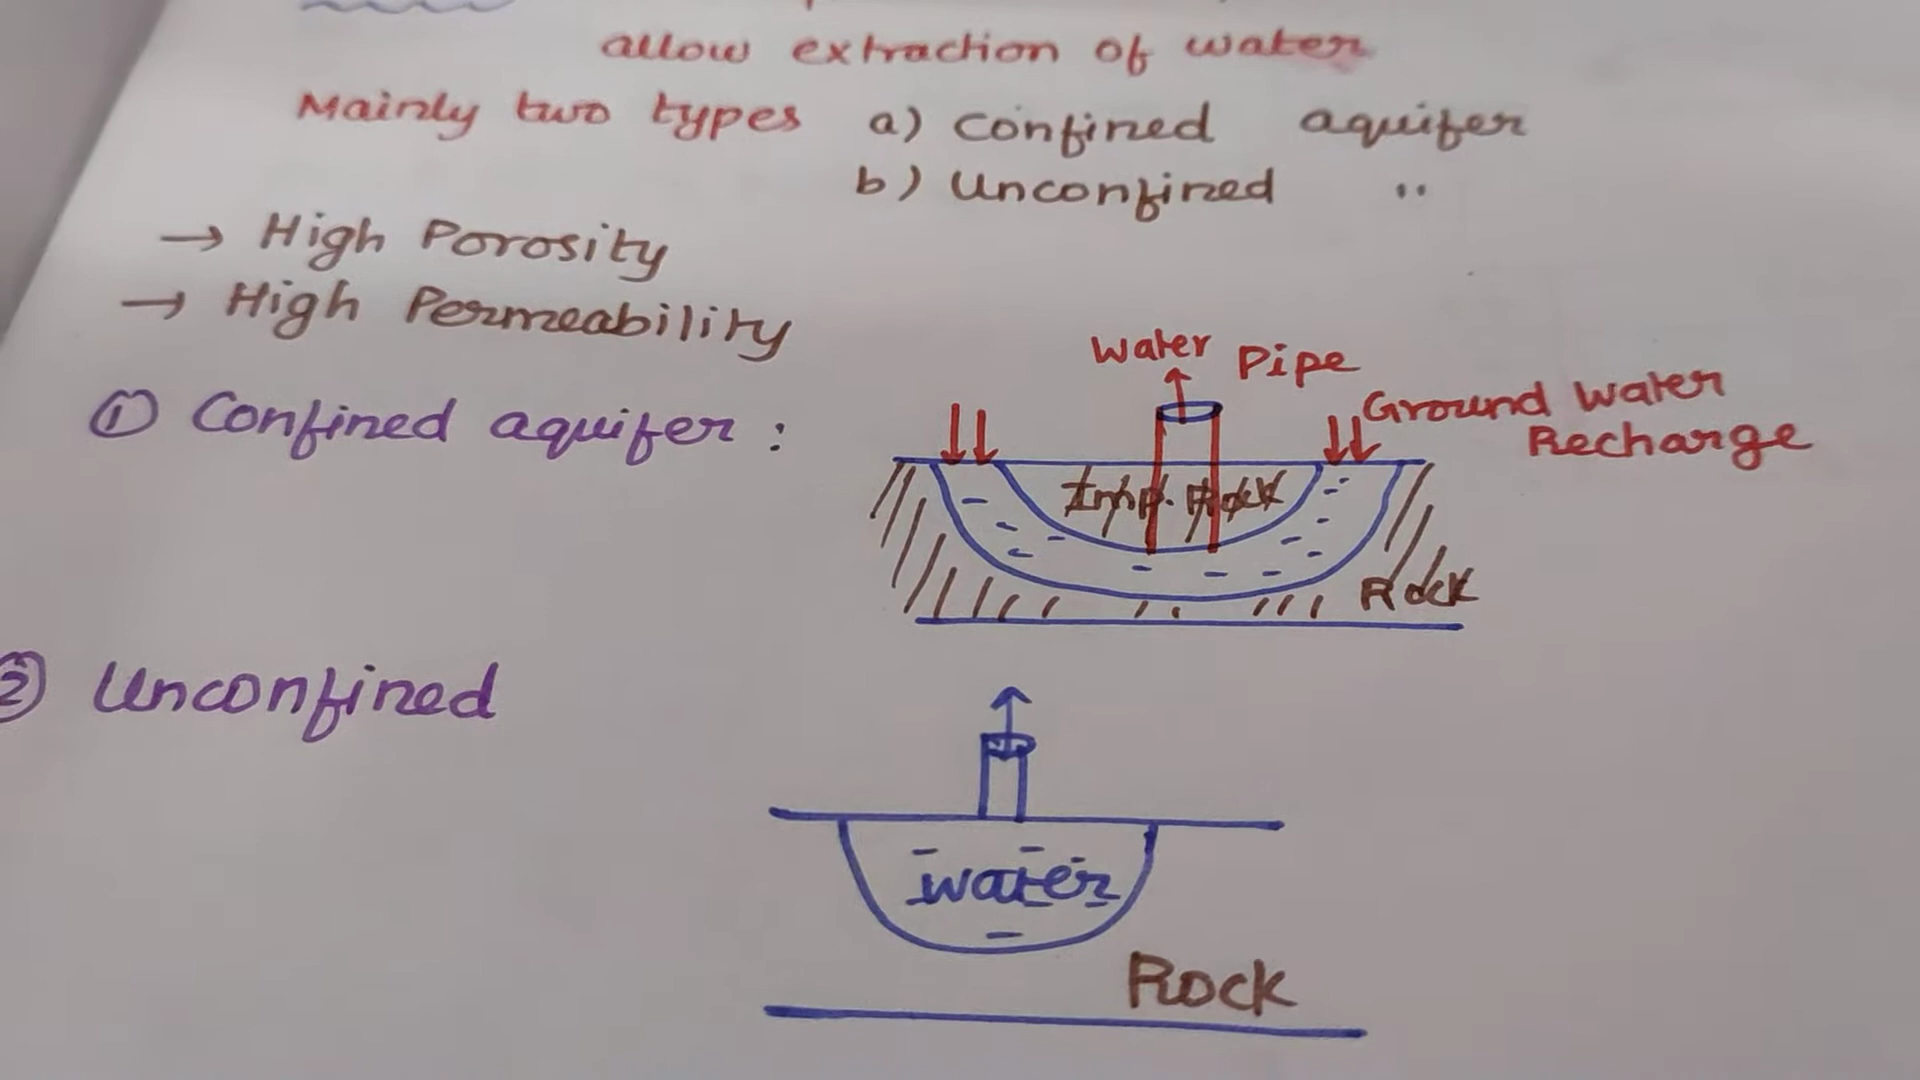 allow extraction of water
Mainly two types a) Confined aquifer
b) Unconfined "
→ High Porosity
→ High Permeability
① Confined aquifer :
Water Pipe
Ground Water
Recharge
Imp. Rock
Rock
② Unconfined
water
Rock